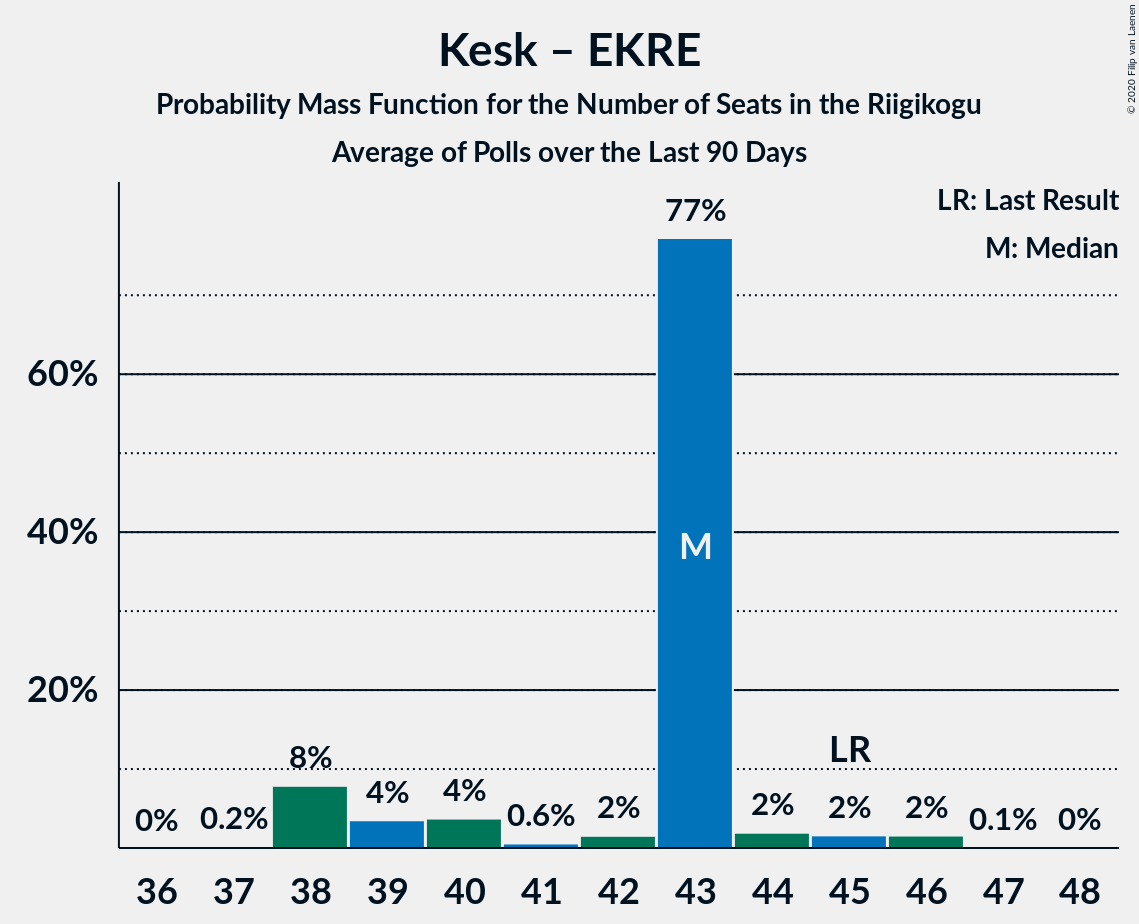 Kesk – EKRE
Probability Mass Function for the Number of Seats in the Riigikogu
Average of Polls over the Last 90 Days
© 2020 Filip van Laenen
LR: Last Result
M: Median
77%
60%
40%
20%
M
LR
0% 0.2% 8% 4% 4% 0.6% 2% 2% 2% 2% 0.1% 0%
36 37 38 39 40 41 42 43 44 45 46 47 48